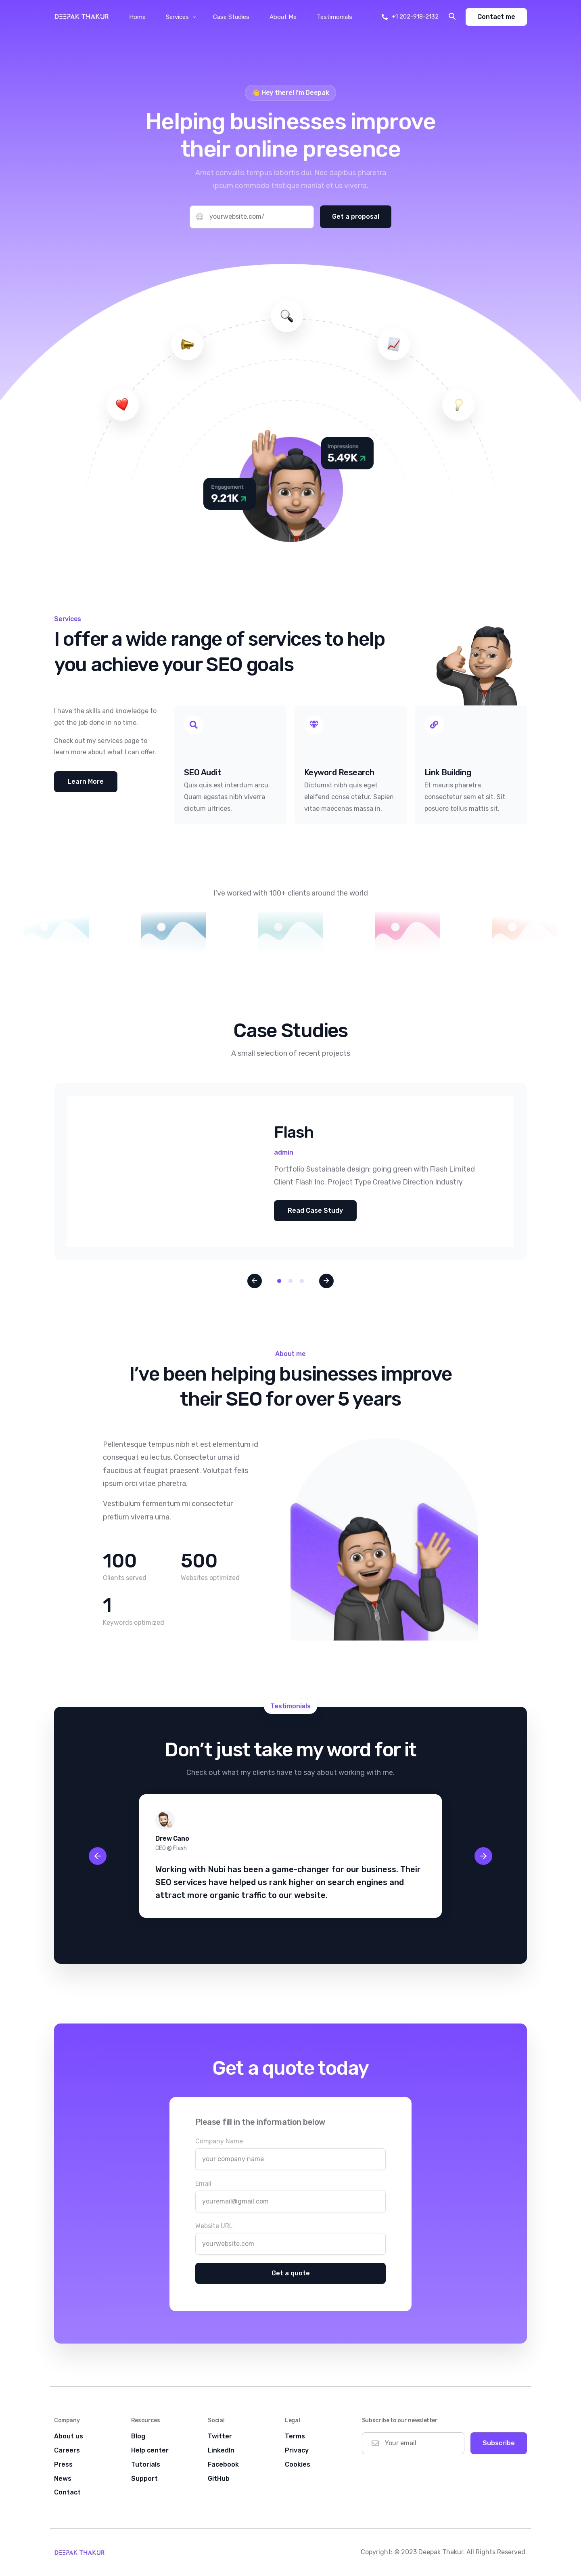 DEEPAK THAKUR
Home
Services
Case Studies
About Me
Testimonials
+1 202-918-2132
Contact me
👋 Hey there! I'm Deepak
Helping businesses improve
their online presence
Amet convallis tempus lobortis dui. Nec dapibus pharetra
ipsum commodo tristique maniat et us viverra.
yourwebsite.com/
Get a proposal
Impressions
5.49K
Engagement
9.21K
Services
I offer a wide range of services to help
you achieve your SEO goals
I have the skills and knowledge to
get the job done in no time.
Check out my services page to
learn more about what I can offer.
Learn More
SEO Audit
Quis quis est interdum arcu.
Quam egestas nibh viverra
dictum ultrices.
Keyword Research
Dictumst nibh quis eget
eleifend conse ctetur. Sapien
vitae maecenas massa in.
Link Building
Et mauris pharetra
consectetur sem et sit. Sit
posuere tellus mattis sit.
I've worked with 100+ clients around the world
Case Studies
A small selection of recent projects
Flash
admin
Portfolio Sustainable design: going green with Flash Limited
Client Flash Inc. Project Type Creative Direction Industry
Read Case Study
About me
I've been helping businesses improve
their SEO for over 5 years
Pellentesque tempus nibh et est elementum id
consequat eu lectus. Consectetur urna id
faucibus at feugiat praesent. Volutpat felis
ipsum orci vitae pharetra.
Vestibulum fermentum mi consectetur
pretium viverra urna.
100
Clients served
500
Websites optimized
1
Keywords optimized
Testimonials
Don't just take my word for it
Check out what my clients have to say about working with me.
Drew Cano
CEO @ Flash
Working with Nubi has been a game-changer for our business. Their
SEO services have helped us rank higher on search engines and
attract more organic traffic to our website.
Get a quote today
Please fill in the information below
Company Name
your company name
Email
youremail@gmail.com
Website URL
yourwebsite.com
Get a quote
Company
About us
Careers
Press
News
Contact
Resources
Blog
Help center
Tutorials
Support
Social
Twitter
LinkedIn
Facebook
GitHub
Legal
Terms
Privacy
Cookies
Subscribe to our newsletter
Your email
Subscribe
DEEPAK THAKUR
Copyright: © 2023 Deepak Thakur. All Rights Reserved.